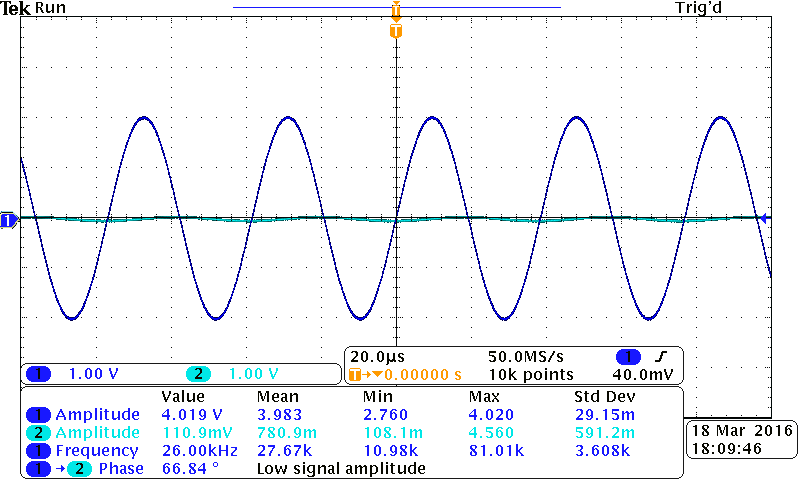 Tek Run Trig'd
T
T
1
20.0µs 50.0MS/s 1
1 1.00 V 2 1.00 V T→▼0.00000 s 10k points 40.0mV
Value Mean Min Max Std Dev
1 Amplitude 4.019 V 3.983 2.760 4.020 29.15m
2 Amplitude 110.9mV 780.9m 108.1m 4.560 591.2m
1 Frequency 26.00kHz 27.67k 10.98k 81.01k 3.608k
1 → 2 Phase 66.84 ° Low signal amplitude
18 Mar 2016
18:09:46